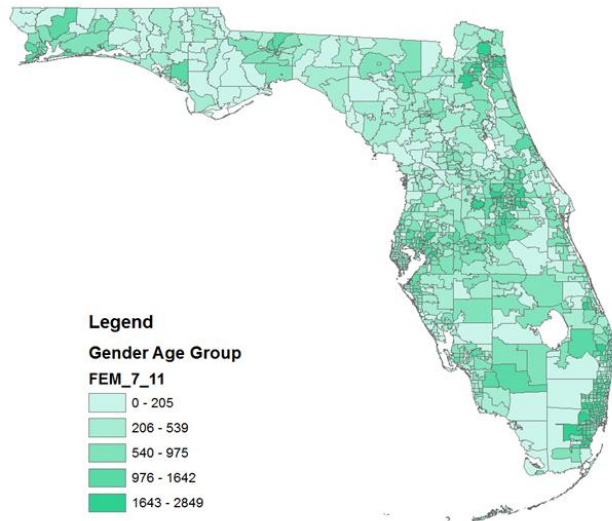 Legend
Gender Age Group
FEM_7_11
0 - 205
206 - 539
540 - 975
976 - 1642
1643 - 2849